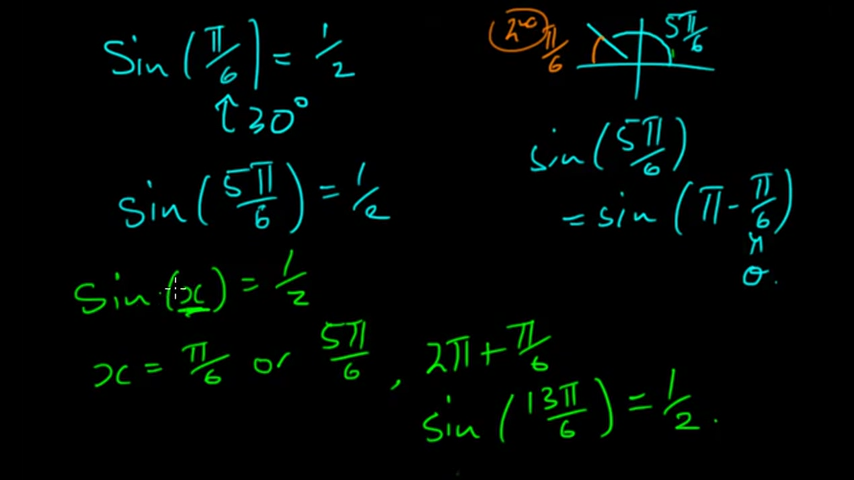 sin(π/6) = 1/2
↑30°
sin(5π/6) = 1/2
2nd π/6 5π/6
sin(5π/6)
= sin(π - π/6)
θ.
sin(x) = 1/2
x = π/6 or 5π/6, 2π + π/6
sin(13π/6) = 1/2.